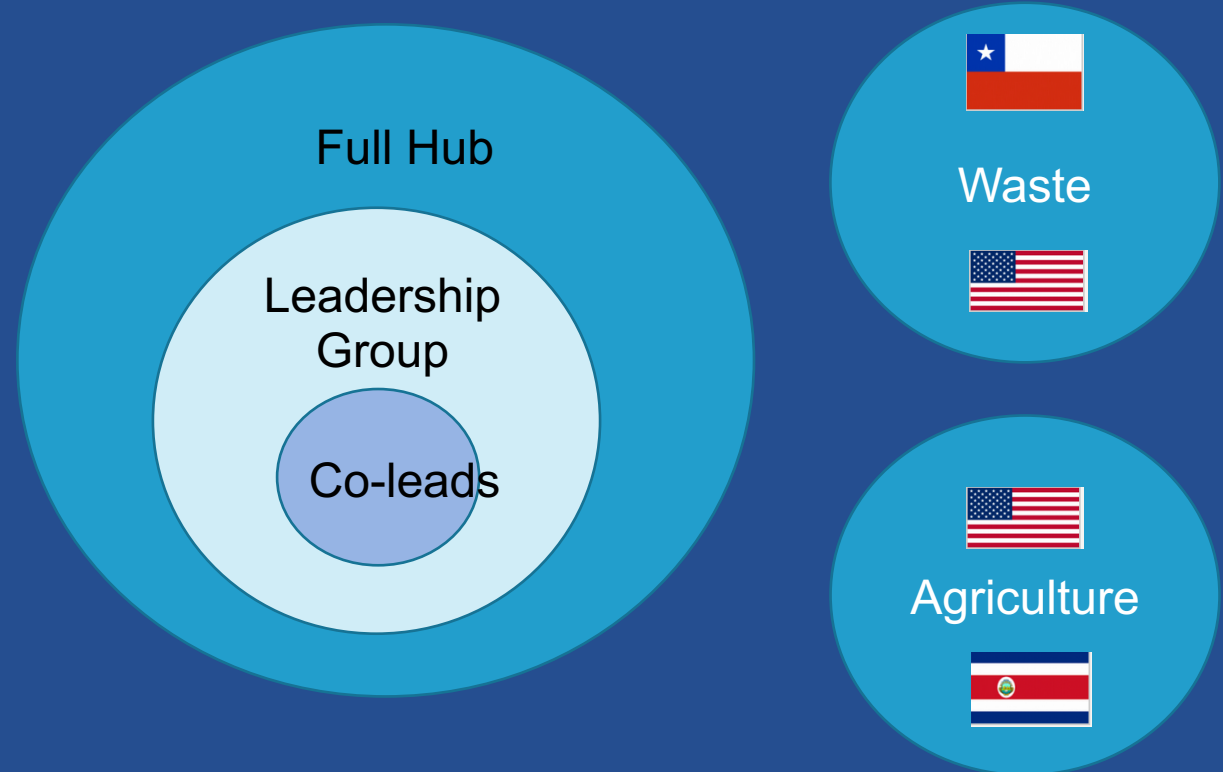 Full Hub
Leadership
Group
Co-leads
Waste
Agriculture